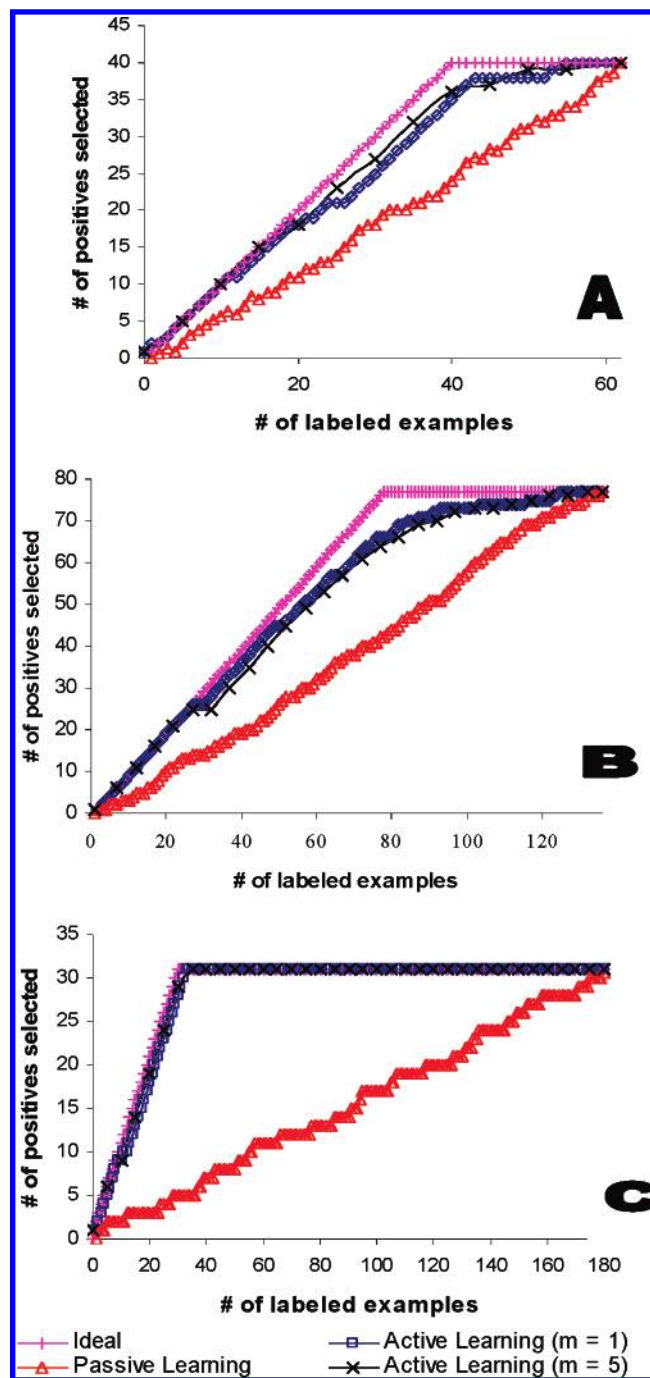 # of positives selected
40
35
30
25
20
15
10
5
0
0 20 40 60
# of labeled examples
A
# of positives selected
80
70
60
50
40
30
20
10
0
0 20 40 60 80 100 120
# of labeled examples
B
# of positives selected
35
30
25
20
15
10
5
0
0 20 40 60 80 100 120 140 160 180
# of labeled examples
C
Ideal Active Learning (m = 1)
Passive Learning Active Learning (m = 5)